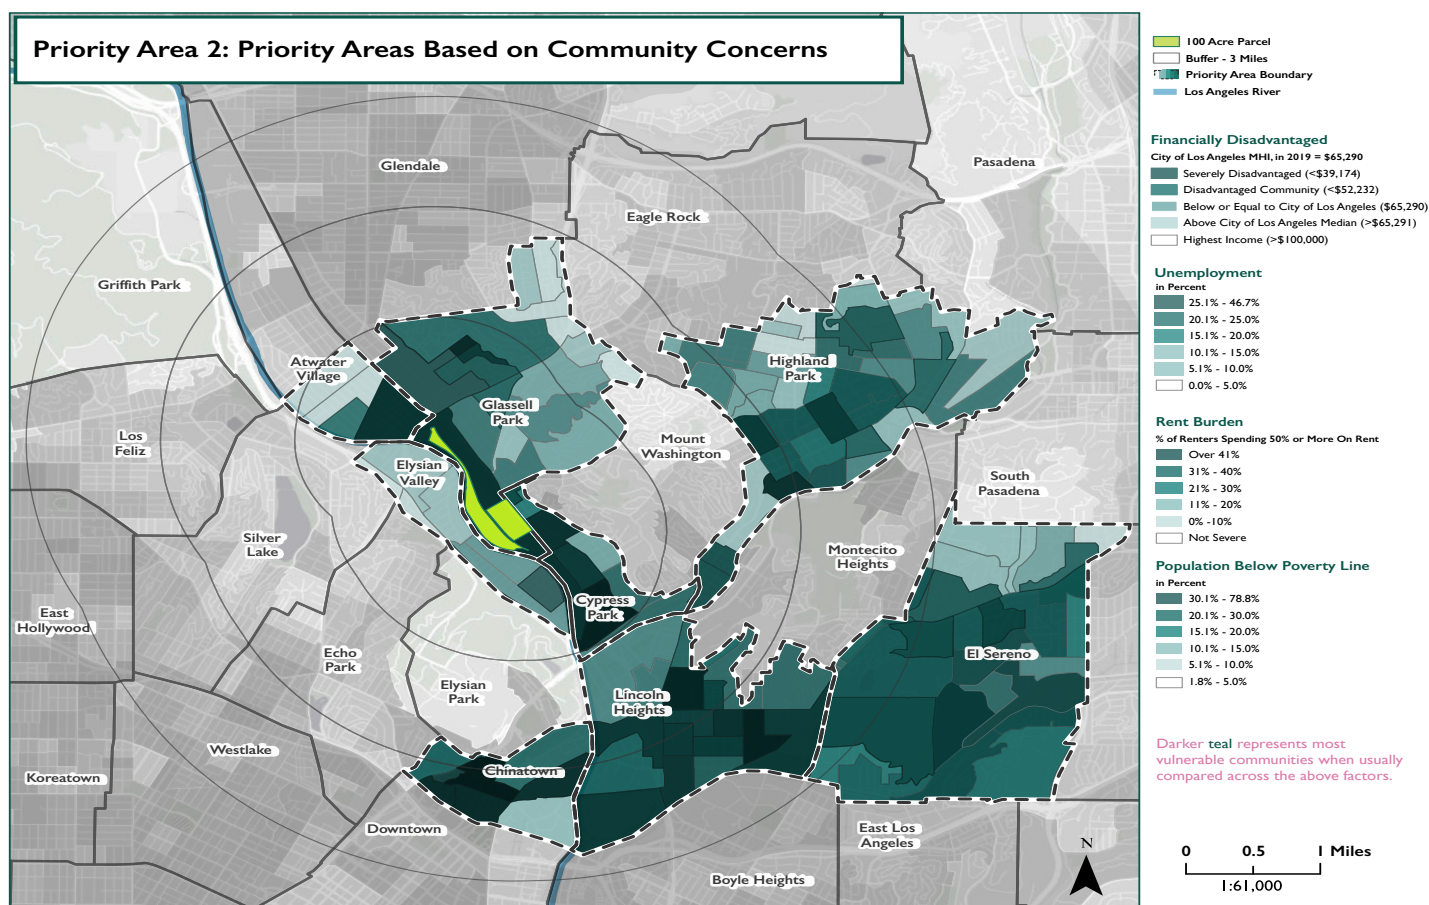 Priority Area 2: Priority Areas Based on Community Concerns
100 Acre Parcel
Buffer - 3 Miles
Priority Area Boundary
Los Angeles River
Financially Disadvantaged
City of Los Angeles MHI, in 2019 = $65,290
Severely Disadvantaged (<$39,174)
Disadvantaged Community (<$52,232)
Below or Equal to City of Los Angeles ($65,290)
Above City of Los Angeles Median (>$65,291)
Highest Income (>$100,000)
Unemployment
in Percent
25.1% - 46.7%
20.1% - 25.0%
15.1% - 20.0%
10.1% - 15.0%
5.1% - 10.0%
0.0% - 5.0%
Rent Burden
% of Renters Spending 50% or More On Rent
Over 41%
31% - 40%
21% - 30%
11% - 20%
0% -10%
Not Severe
Population Below Poverty Line
in Percent
30.1% - 78.8%
20.1% - 30.0%
15.1% - 20.0%
10.1% - 15.0%
5.1% - 10.0%
1.8% - 5.0%
Darker teal represents most
vulnerable communities when usually
compared across the above factors.
0 0.5 1 Miles
1:61,000
N
Glendale
Pasadena
Eagle Rock
Griffith Park
Atwater
Village
Highland
Park
Glassell
Park
Los
Feliz
Mount
Washington
Elysian
Valley
South
Pasadena
Silver
Lake
Montecito
Heights
Cypress
Park
East
Hollywood
Echo
Park
El Sereno
Elysian
Park
Lincoln
Heights
Westlake
Koreatown
Chinatown
Downtown
East Los
Angeles
Boyle Heights